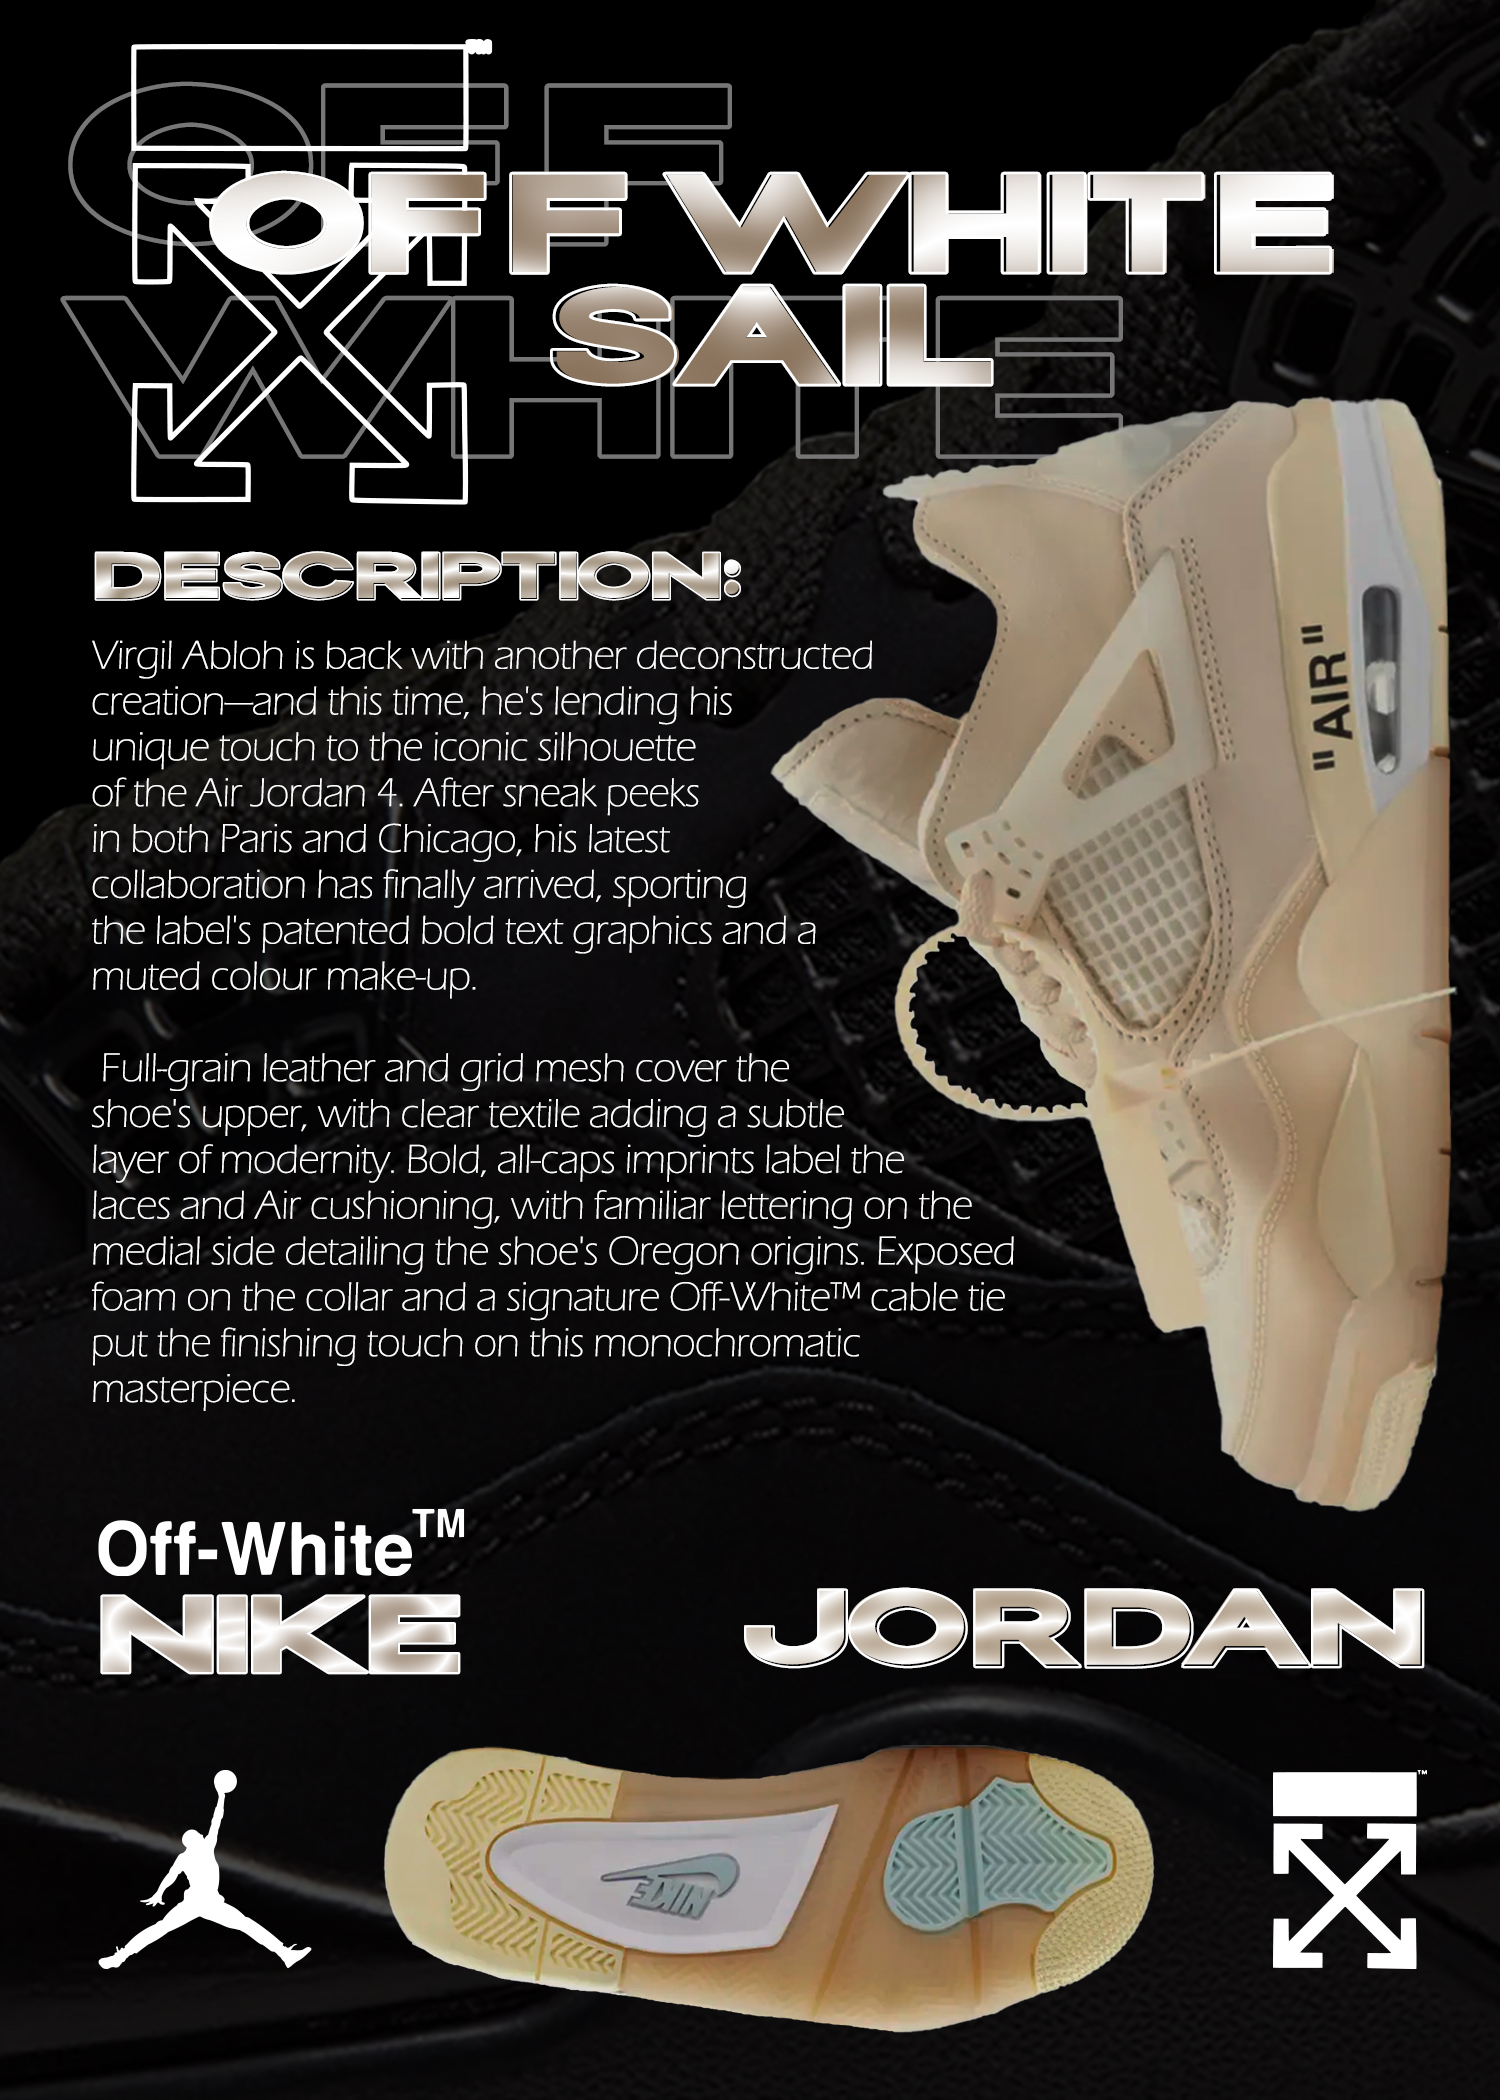 TM
OFF
WHITE
OFF WHITE
SAIL
DESCRIPTION:
Virgil Abloh is back with another deconstructed
creation—and this time, he's lending his
unique touch to the iconic silhouette
of the Air Jordan 4. After sneak peeks
in both Paris and Chicago, his latest
collaboration has finally arrived, sporting
the label's patented bold text graphics and a
muted colour make-up.
Full-grain leather and grid mesh cover the
shoe's upper, with clear textile adding a subtle
layer of modernity. Bold, all-caps imprints label the
laces and Air cushioning, with familiar lettering on the
medial side detailing the shoe's Oregon origins. Exposed
foam on the collar and a signature Off-White™ cable tie
put the finishing touch on this monochromatic
masterpiece.
"AIR"
Off-White™
NIKE
JORDAN
NIKE
TM